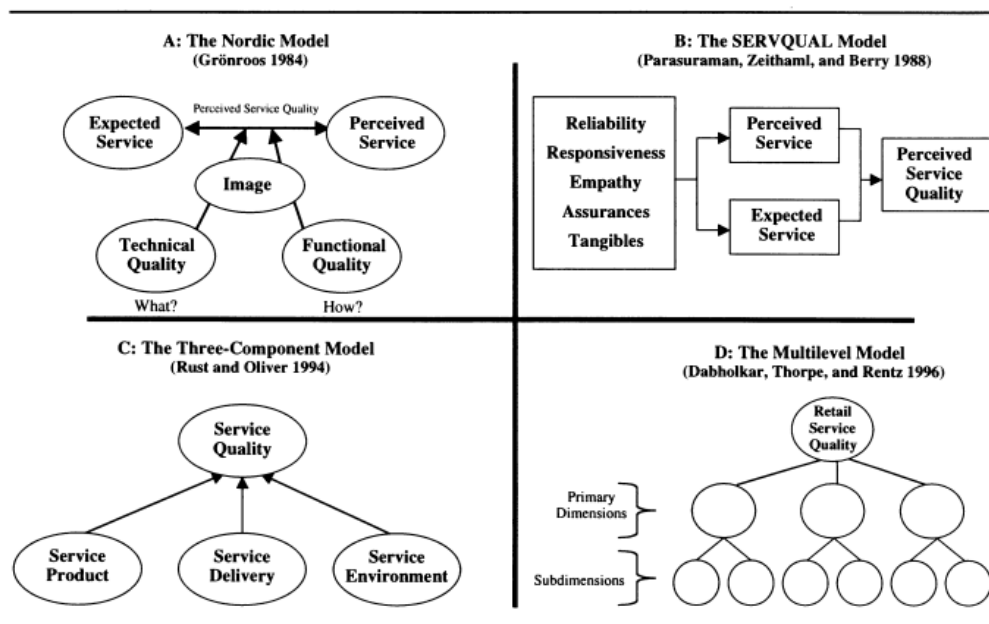 A: The Nordic Model
(Grönroos 1984)
Perceived Service Quality
Expected
Service
Perceived
Service
Image
Technical
Quality
Functional
Quality
What?
How?
B: The SERVQUAL Model
(Parasuraman, Zeithaml, and Berry 1988)
Reliability
Responsiveness
Empathy
Assurances
Tangibles
Perceived
Service
Expected
Service
Perceived
Service
Quality
C: The Three-Component Model
(Rust and Oliver 1994)
Service
Quality
Service
Product
Service
Delivery
Service
Environment
D: The Multilevel Model
(Dabholkar, Thorpe, and Rentz 1996)
Retail
Service
Quality
Primary
Dimensions
Subdimensions